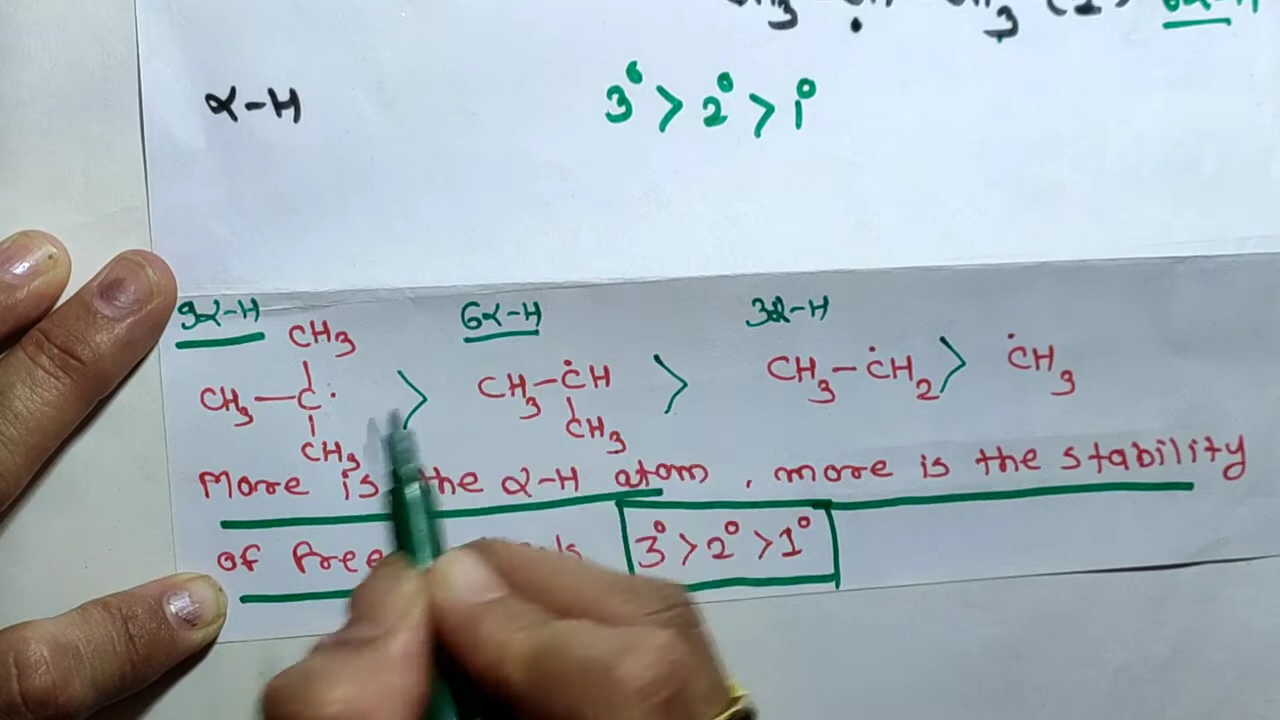 α-H
3° > 2° > 1°
9α-H 6α-H 3α-H
CH3
CH3-C· > CH3-ĊH > CH3-ĊH2 > ĊH3
CH3 CH3
More is the α-H atom, more is the stability
of free 3° > 2° > 1°